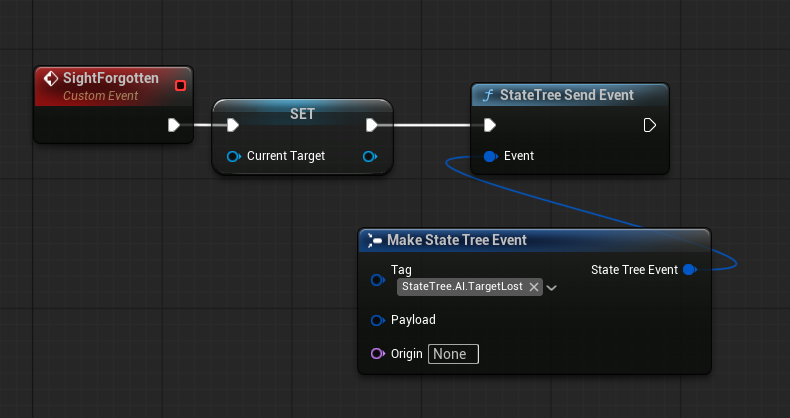 SightForgotten
Custom Event
SET
Current Target
StateTree Send Event
Event
Make State Tree Event
Tag
StateTree.AI.TargetLost
State Tree Event
Payload
Origin None